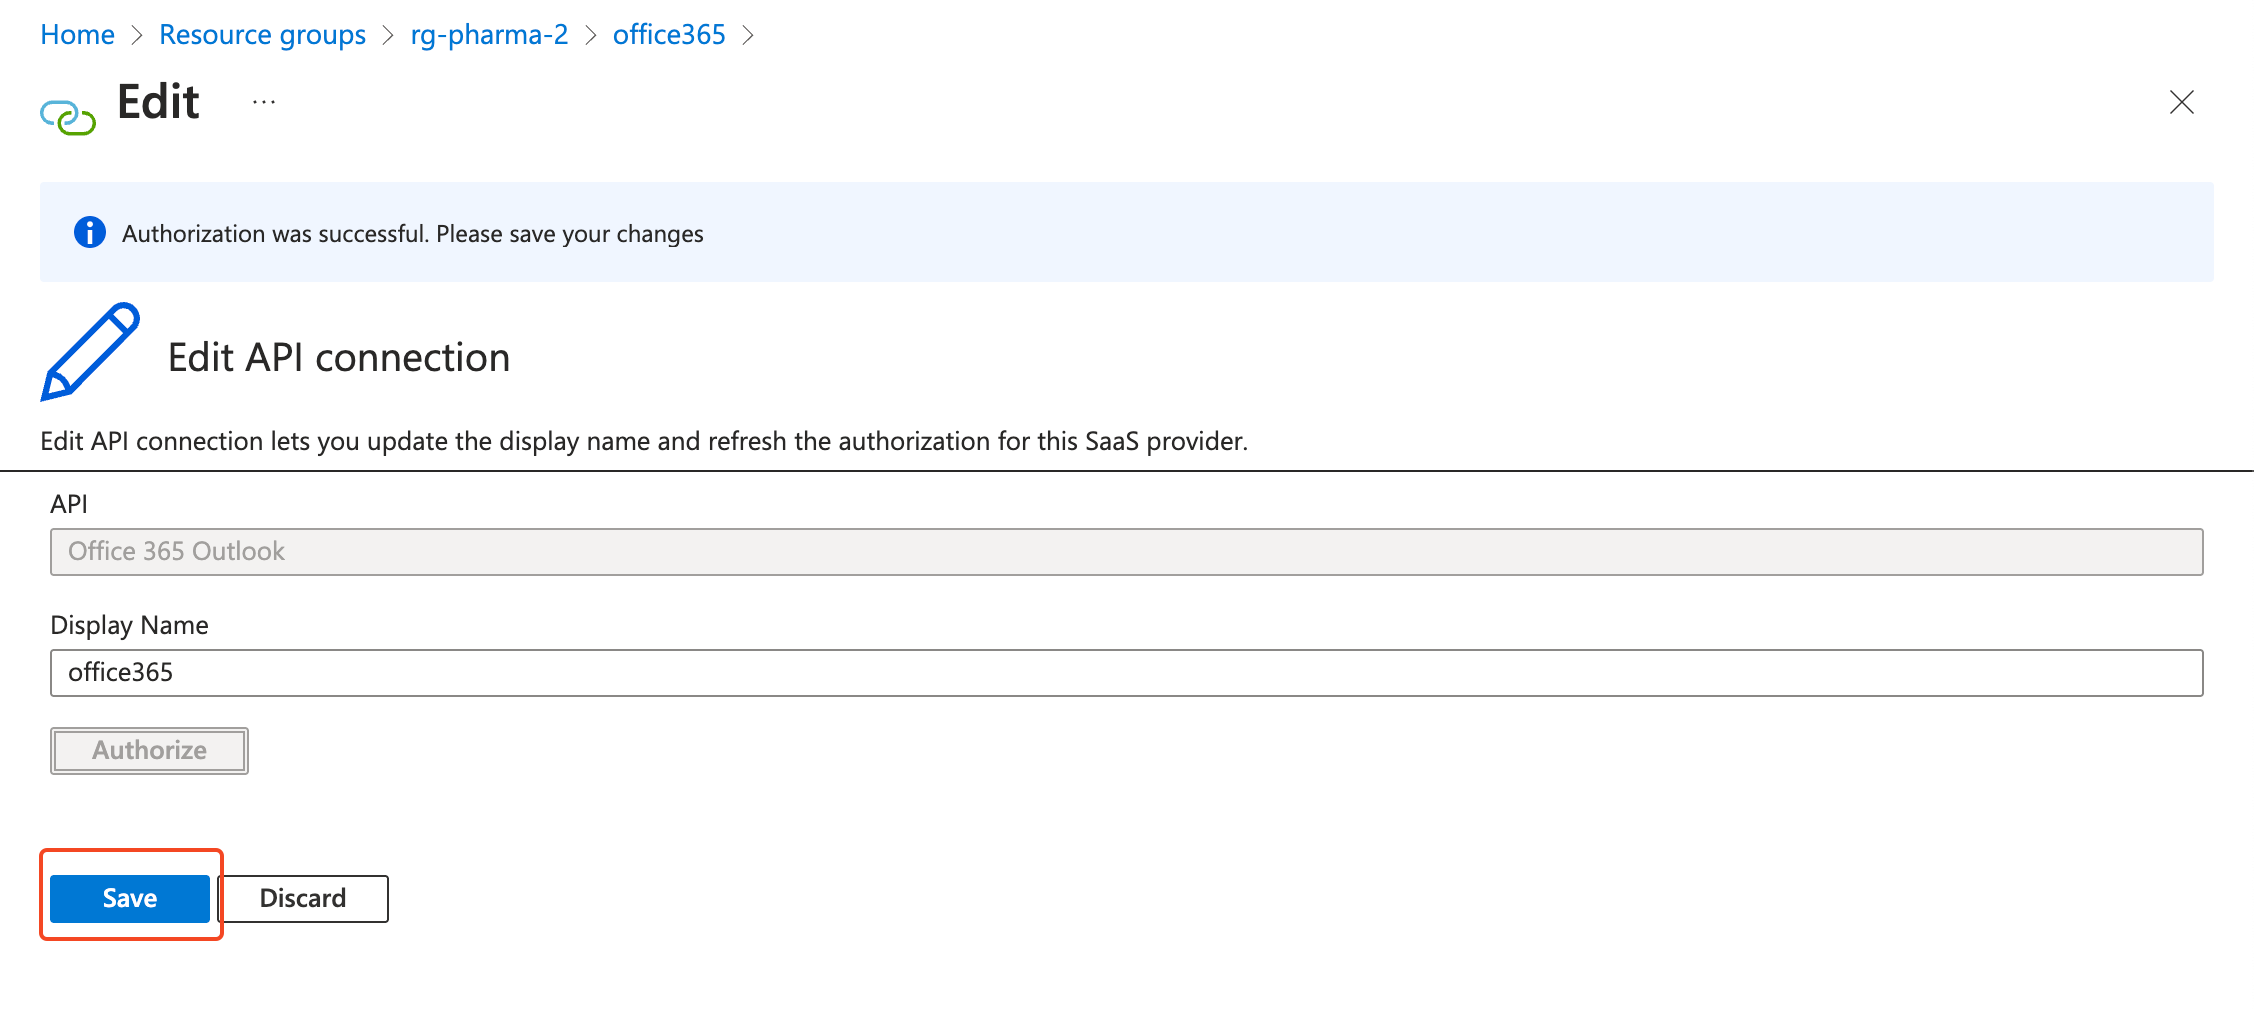 Home > Resource groups > rg-pharma-2 > office365 >
Edit ...
Authorization was successful. Please save your changes
Edit API connection
Edit API connection lets you update the display name and refresh the authorization for this SaaS provider.
API
Office 365 Outlook
Display Name
office365
Authorize
Save Discard